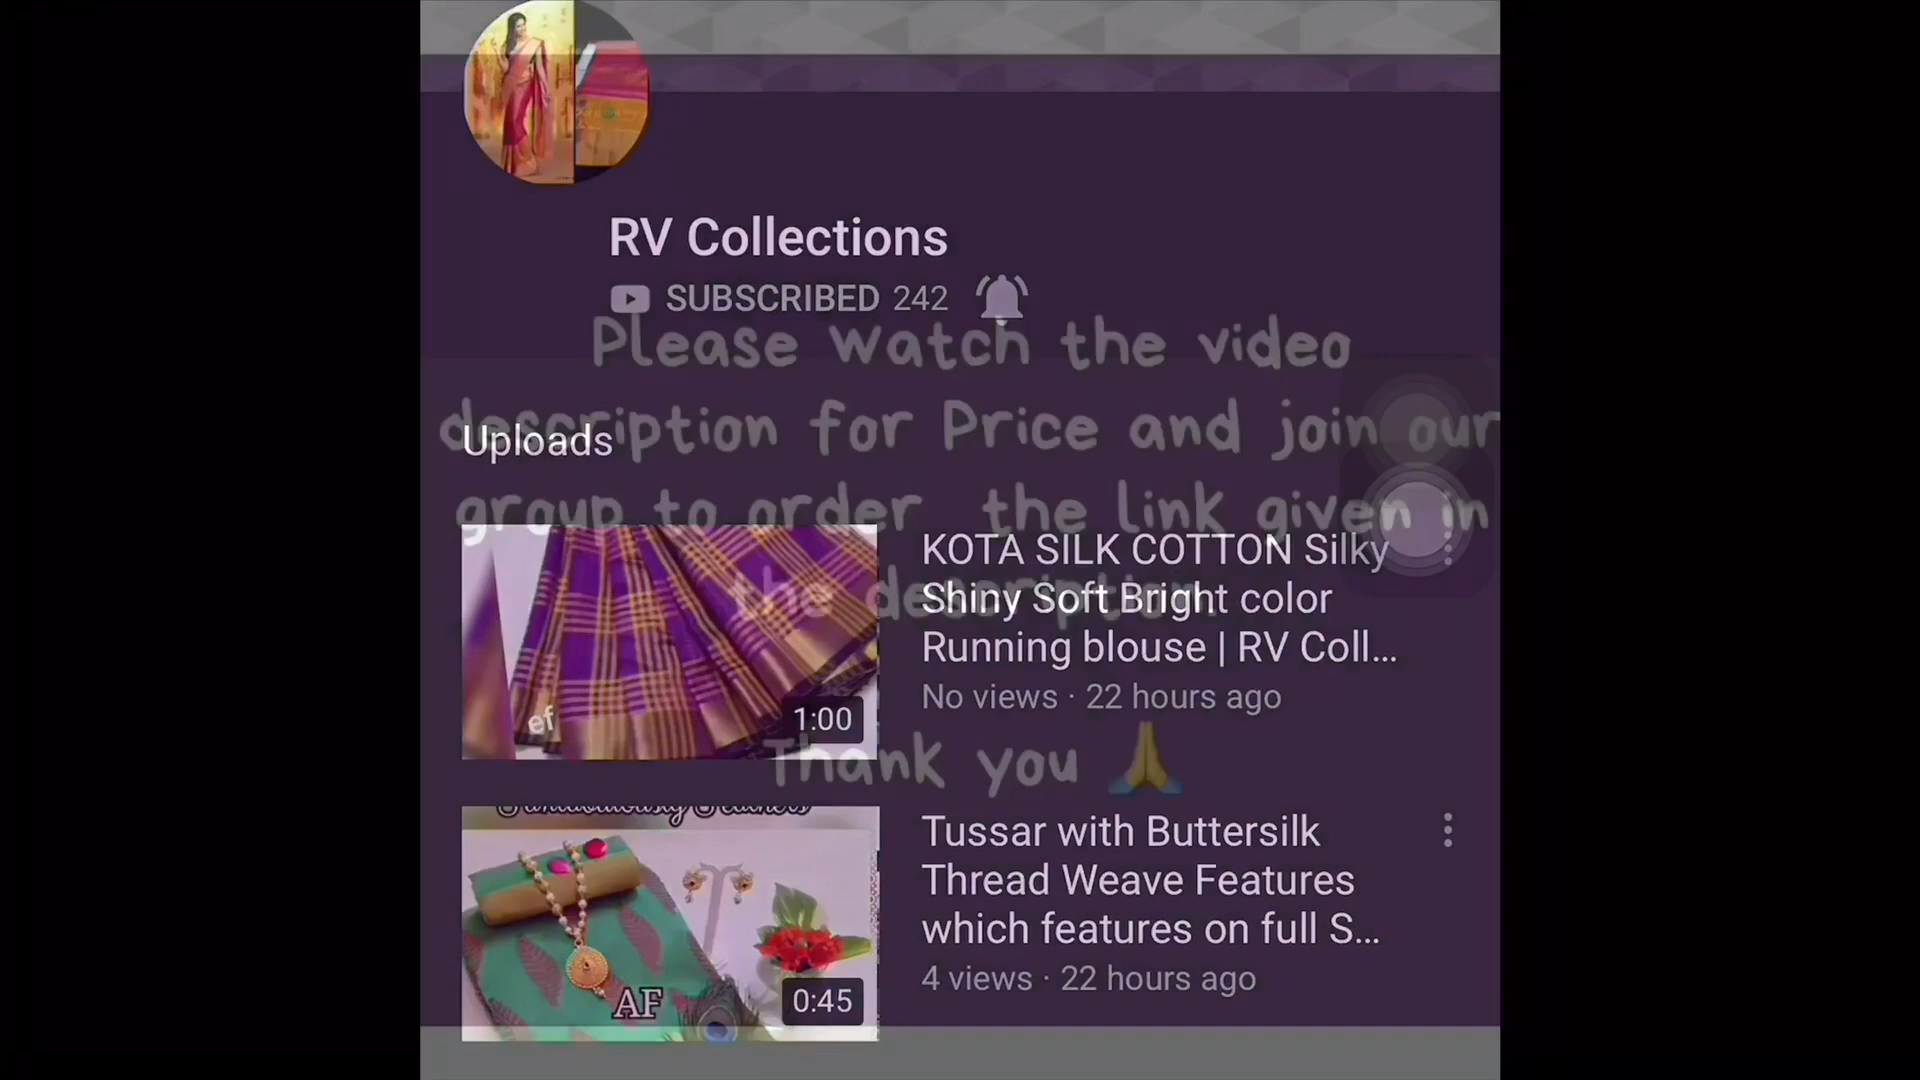 RV Collections
SUBSCRIBED 242
Please watch the video
description for Price and join our
Uploads
group to order the link given in
the description
KOTA SILK COTTON Silky
Shiny Soft Bright color
Running blouse | RV Coll...
No views · 22 hours ago
ef
1:00
Thank you 🙏
Tussar with Buttersilk
Thread Weave Features
which features on full S...
4 views · 22 hours ago
AF
0:45